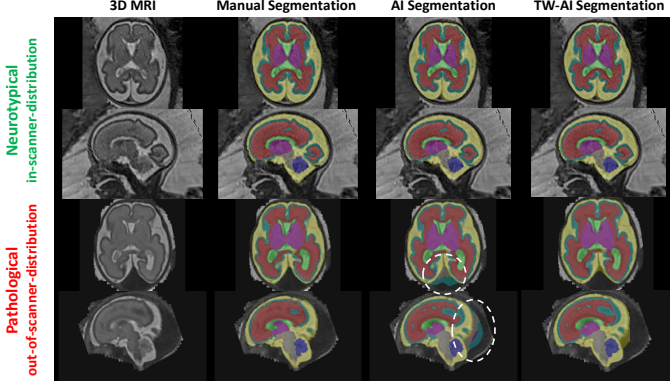 3D MRI Manual Segmentation AI Segmentation TW-AI Segmentation
Neurotypical
in-scanner-distribution
Pathological
out-of-scanner-distribution